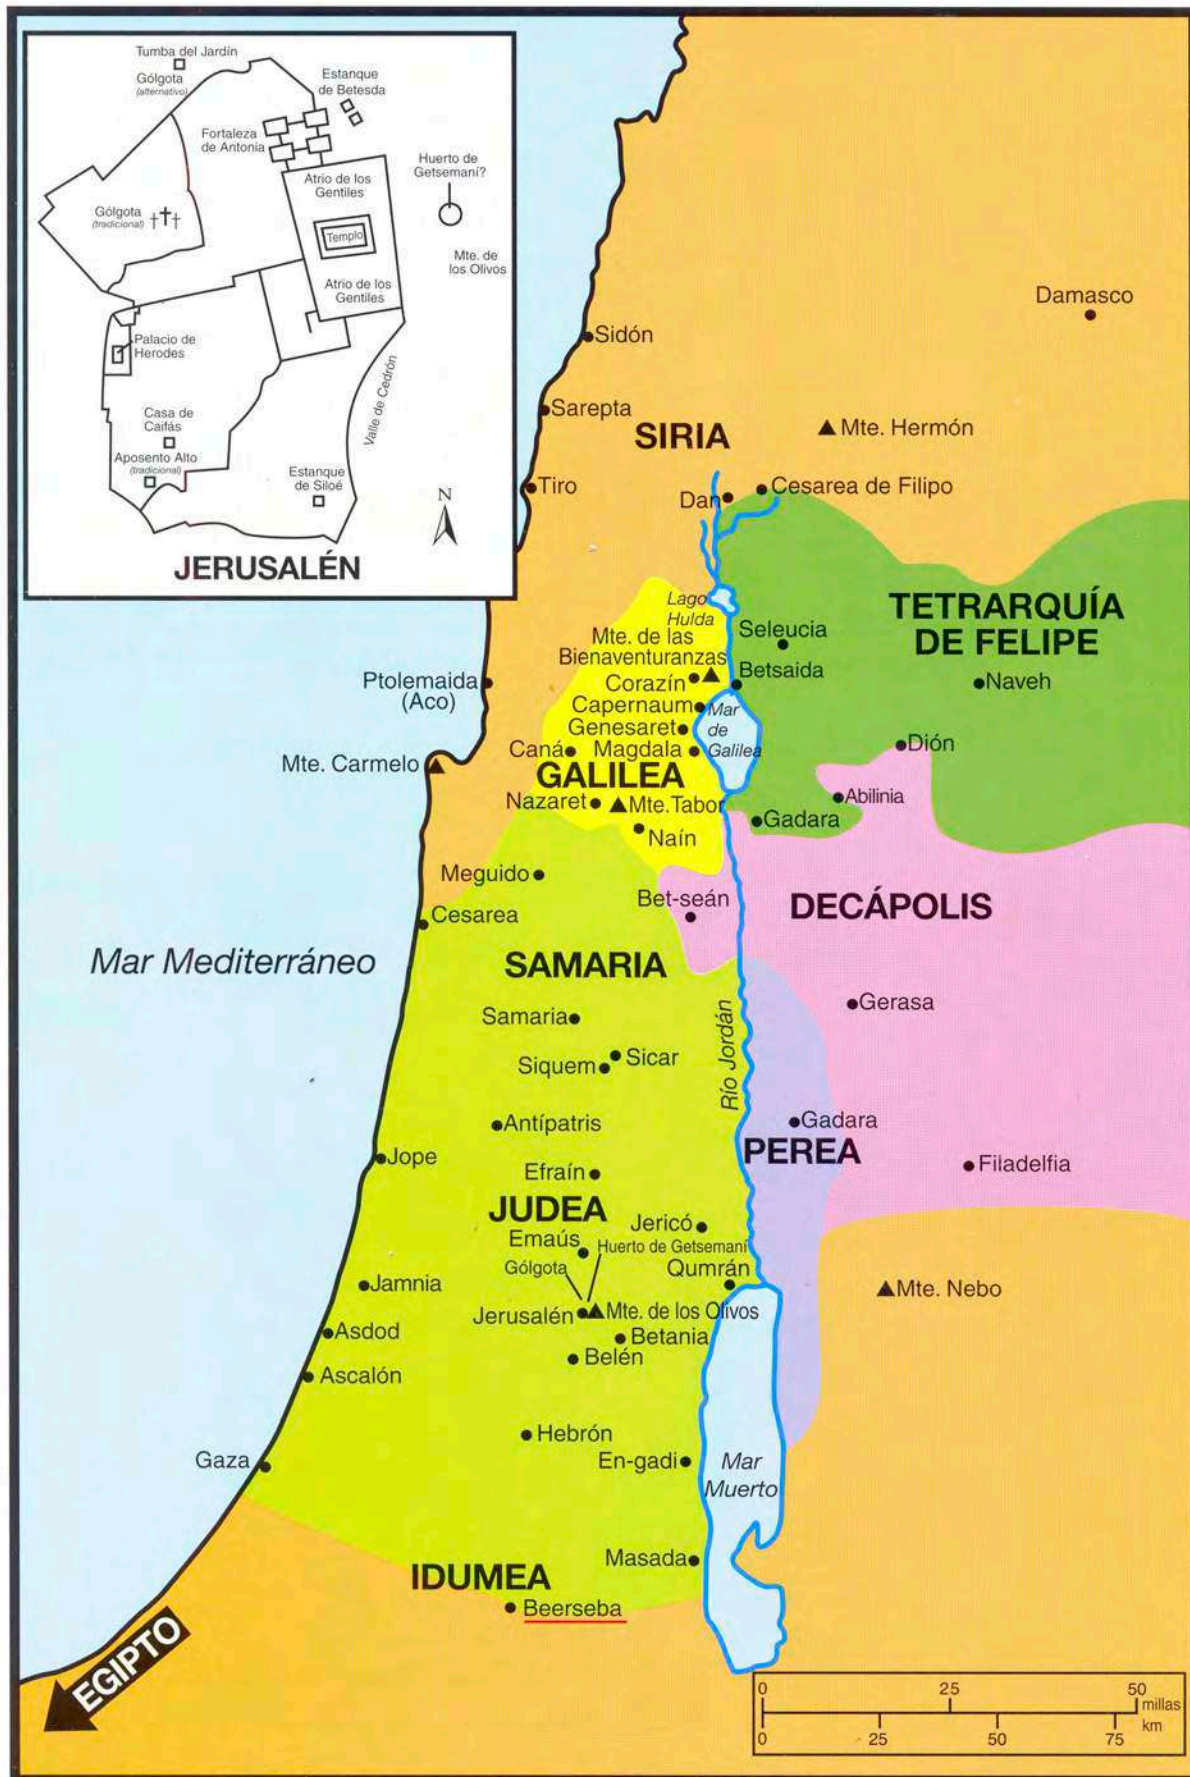 Tumba del Jardín
Gólgota
(alternativo)
Estanque
de Betesda
Fortaleza
de Antonia
Atrio de los
Gentiles
Huerto de
Getsemaní?
Gólgota
(tradicional)
Templo
Mte. de
los Olivos
Atrio de los
Gentiles
Palacio de
Herodes
Valle de Cedrón
Casa de
Caifás
Aposento Alto
(tradicional)
Estanque
de Siloé
N
JERUSALÉN
Damasco
Sidón
Sarepta
SIRIA
Mte. Hermón
Tiro
Dan
Cesarea de Filipo
Lago
Hulda
TETRARQUÍA
DE FELIPE
Seleucia
Mte. de las
Bienaventuranzas
Ptolemaida
(Aco)
Corazín
Betsaida
Naveh
Capernaum
Mar
de
Galilea
Genesaret
Caná
Magdala
Dión
Mte. Carmelo
GALILEA
Nazaret
Mte. Tabor
Abilinia
Gadara
Naín
Meguido
Bet-seán
DECÁPOLIS
Cesarea
Mar Mediterráneo
SAMARIA
Gerasa
Samaria
Río Jordán
Siquem
Sicar
Antípatris
Gadara
PEREA
Jope
Efraín
Filadelfia
JUDEA
Jericó
Emaús
Huerto de Getsemaní
Gólgota
Qumrán
Jamnia
Mte. Nebo
Jerusalén
Mte. de los Olivos
Asdod
Betania
Belén
Ascalón
Hebrón
Gaza
En-gadi
Mar
Muerto
Masada
IDUMEA
Beerseba
EGIPTO
0 25 50
millas
km
0 25 50 75